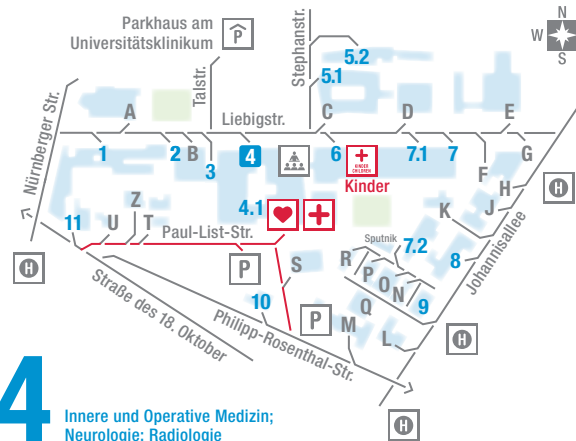 N
W
S
Parkhaus am
Universitätsklinikum
P
Talstr.
Stephanstr.
5.2
5.1
Nürnberger Str.
A
Liebigstr.
C
D
E
1
2
B
3
4
6
KINDER
CHILDREN
Kinder
7.1
7
F
G
H
H
J
K
Johannisallee
4.1
Z
11
U
T
Paul-List-Str.
Sputnik
7.2
H
P
S
R
P
O
N
8
9
Straße des 18. Oktober
10
Philipp-Rosenthal-Str.
P
Q
M
L
H
H
4
Innere und Operative Medizin;
Neurologie; Radiologie